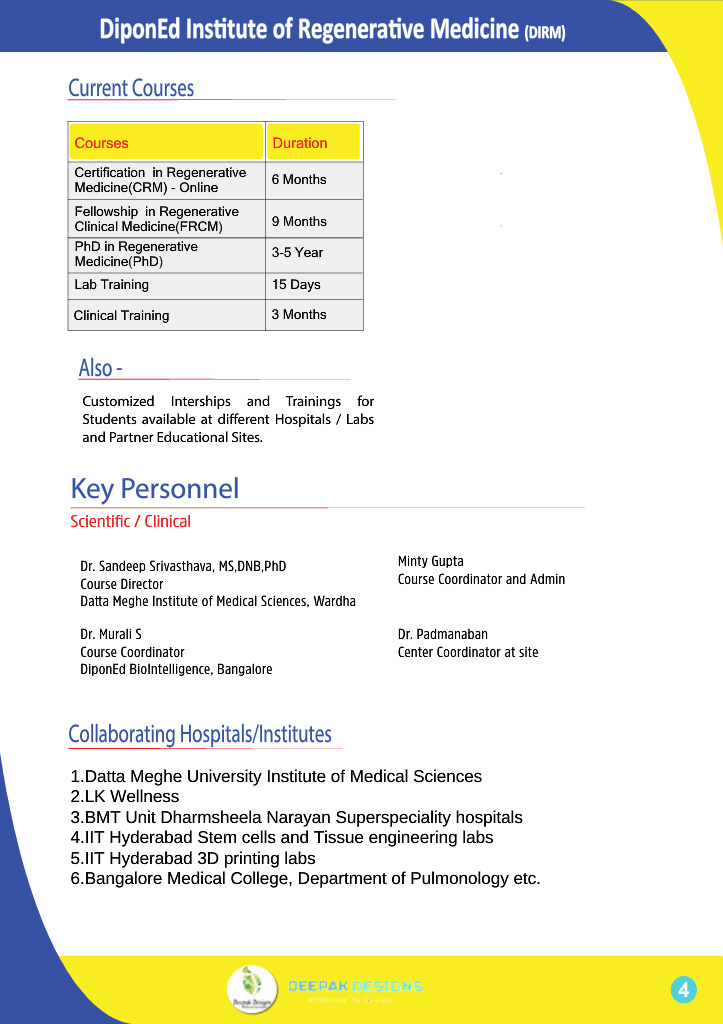 DiponEd Institute of Regenerative Medicine (DIRM)
Current Courses
Courses Duration
Certification in Regenerative
Medicine(CRM) - Online
6 Months
Fellowship in Regenerative
Clinical Medicine(FRCM)
9 Months
PhD in Regenerative
Medicine(PhD)
3-5 Year
Lab Training 15 Days
Clinical Training 3 Months
Also -
Customized Interships and Trainings for
Students available at different Hospitals / Labs
and Partner Educational Sites.
Key Personnel
Scientific / Clinical
Dr. Sandeep Srivasthava, MS,DNB,PhD
Course Director
Datta Meghe Institute of Medical Sciences, Wardha
Minty Gupta
Course Coordinator and Admin
Dr. Murali S
Course Coordinator
DiponEd BioIntelligence, Bangalore
Dr. Padmanaban
Center Coordinator at site
Collaborating Hospitals/Institutes
1.Datta Meghe University Institute of Medical Sciences
2.LK Wellness
3.BMT Unit Dharmsheela Narayan Superspeciality hospitals
4.IIT Hyderabad Stem cells and Tissue engineering labs
5.IIT Hyderabad 3D printing labs
6.Bangalore Medical College, Department of Pulmonology etc.
Deepak Designs
DEEPAK DESIGNS
4